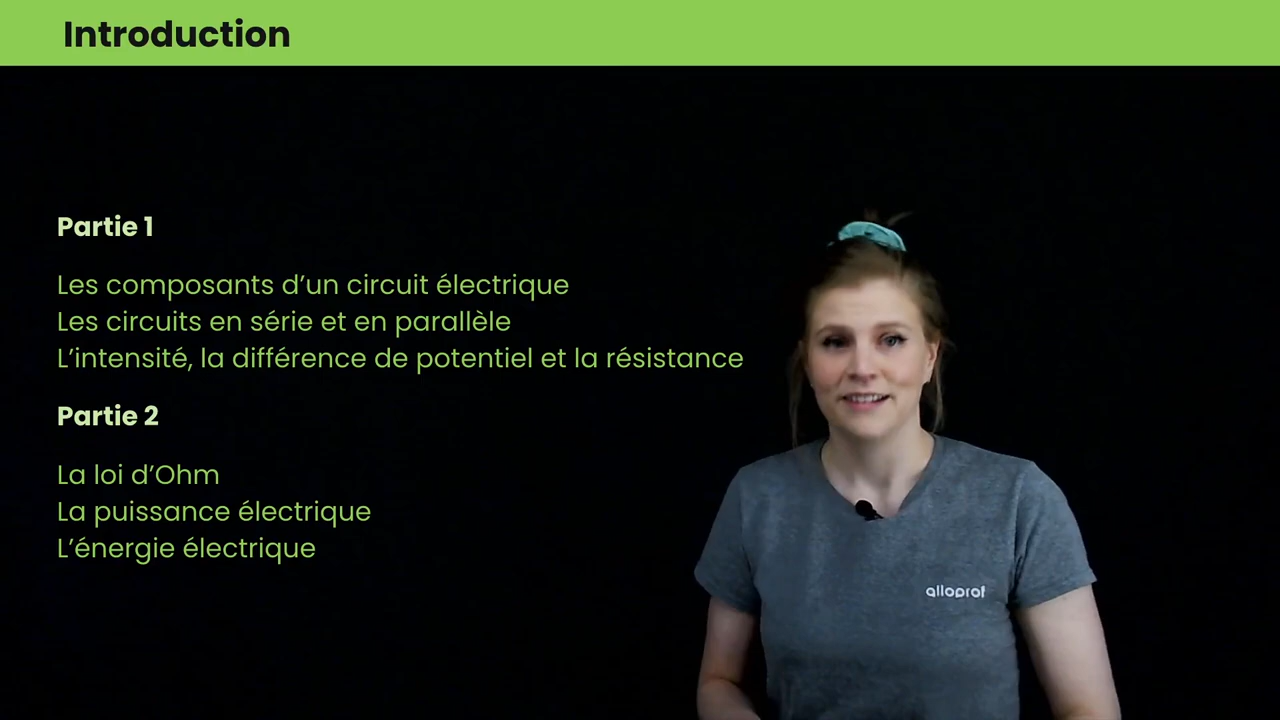 Introduction
Partie 1
Les composants d’un circuit électrique
Les circuits en série et en parallèle
L’intensité, la différence de potentiel et la résistance
Partie 2
La loi d’Ohm
La puissance électrique
L’énergie électrique
alloprof